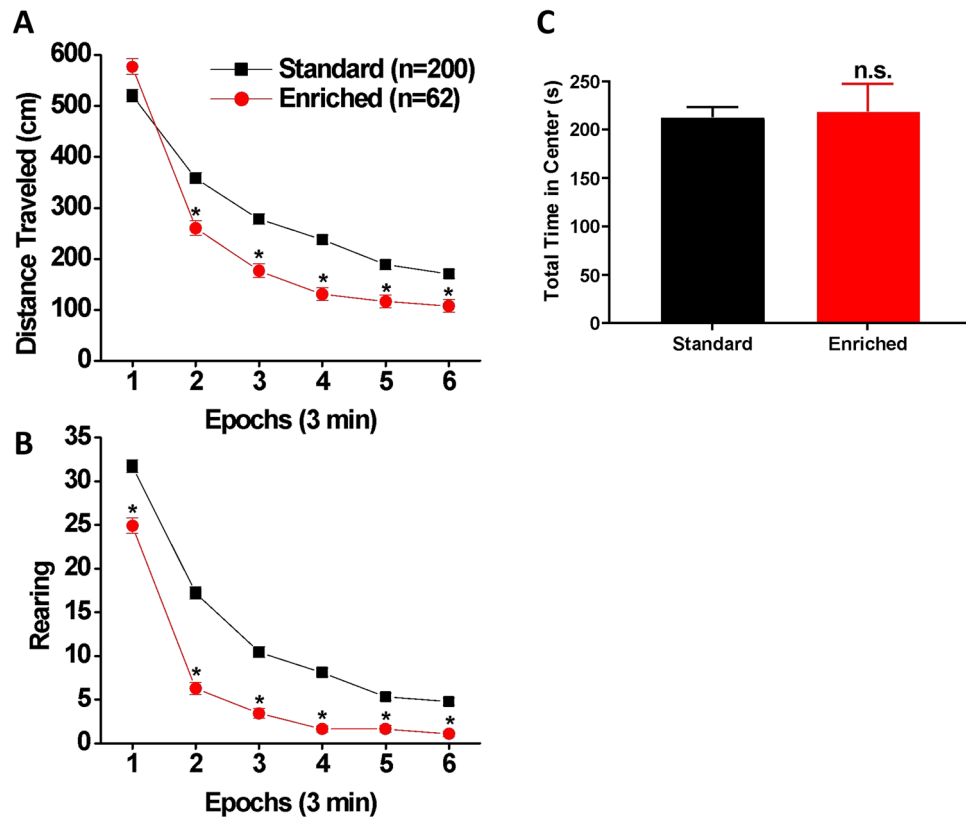 A
Distance Traveled (cm)
600
500
400
300
200
100
0
Standard (n=200)
Enriched (n=62)
*
*
*
*
*
1 2 3 4 5 6
Epochs (3 min)
B
Rearing
35
30
25
20
15
10
5
0
*
*
*
*
*
*
1 2 3 4 5 6
Epochs (3 min)
C
Total Time in Center (s)
250
200
150
100
50
0
n.s.
Standard Enriched